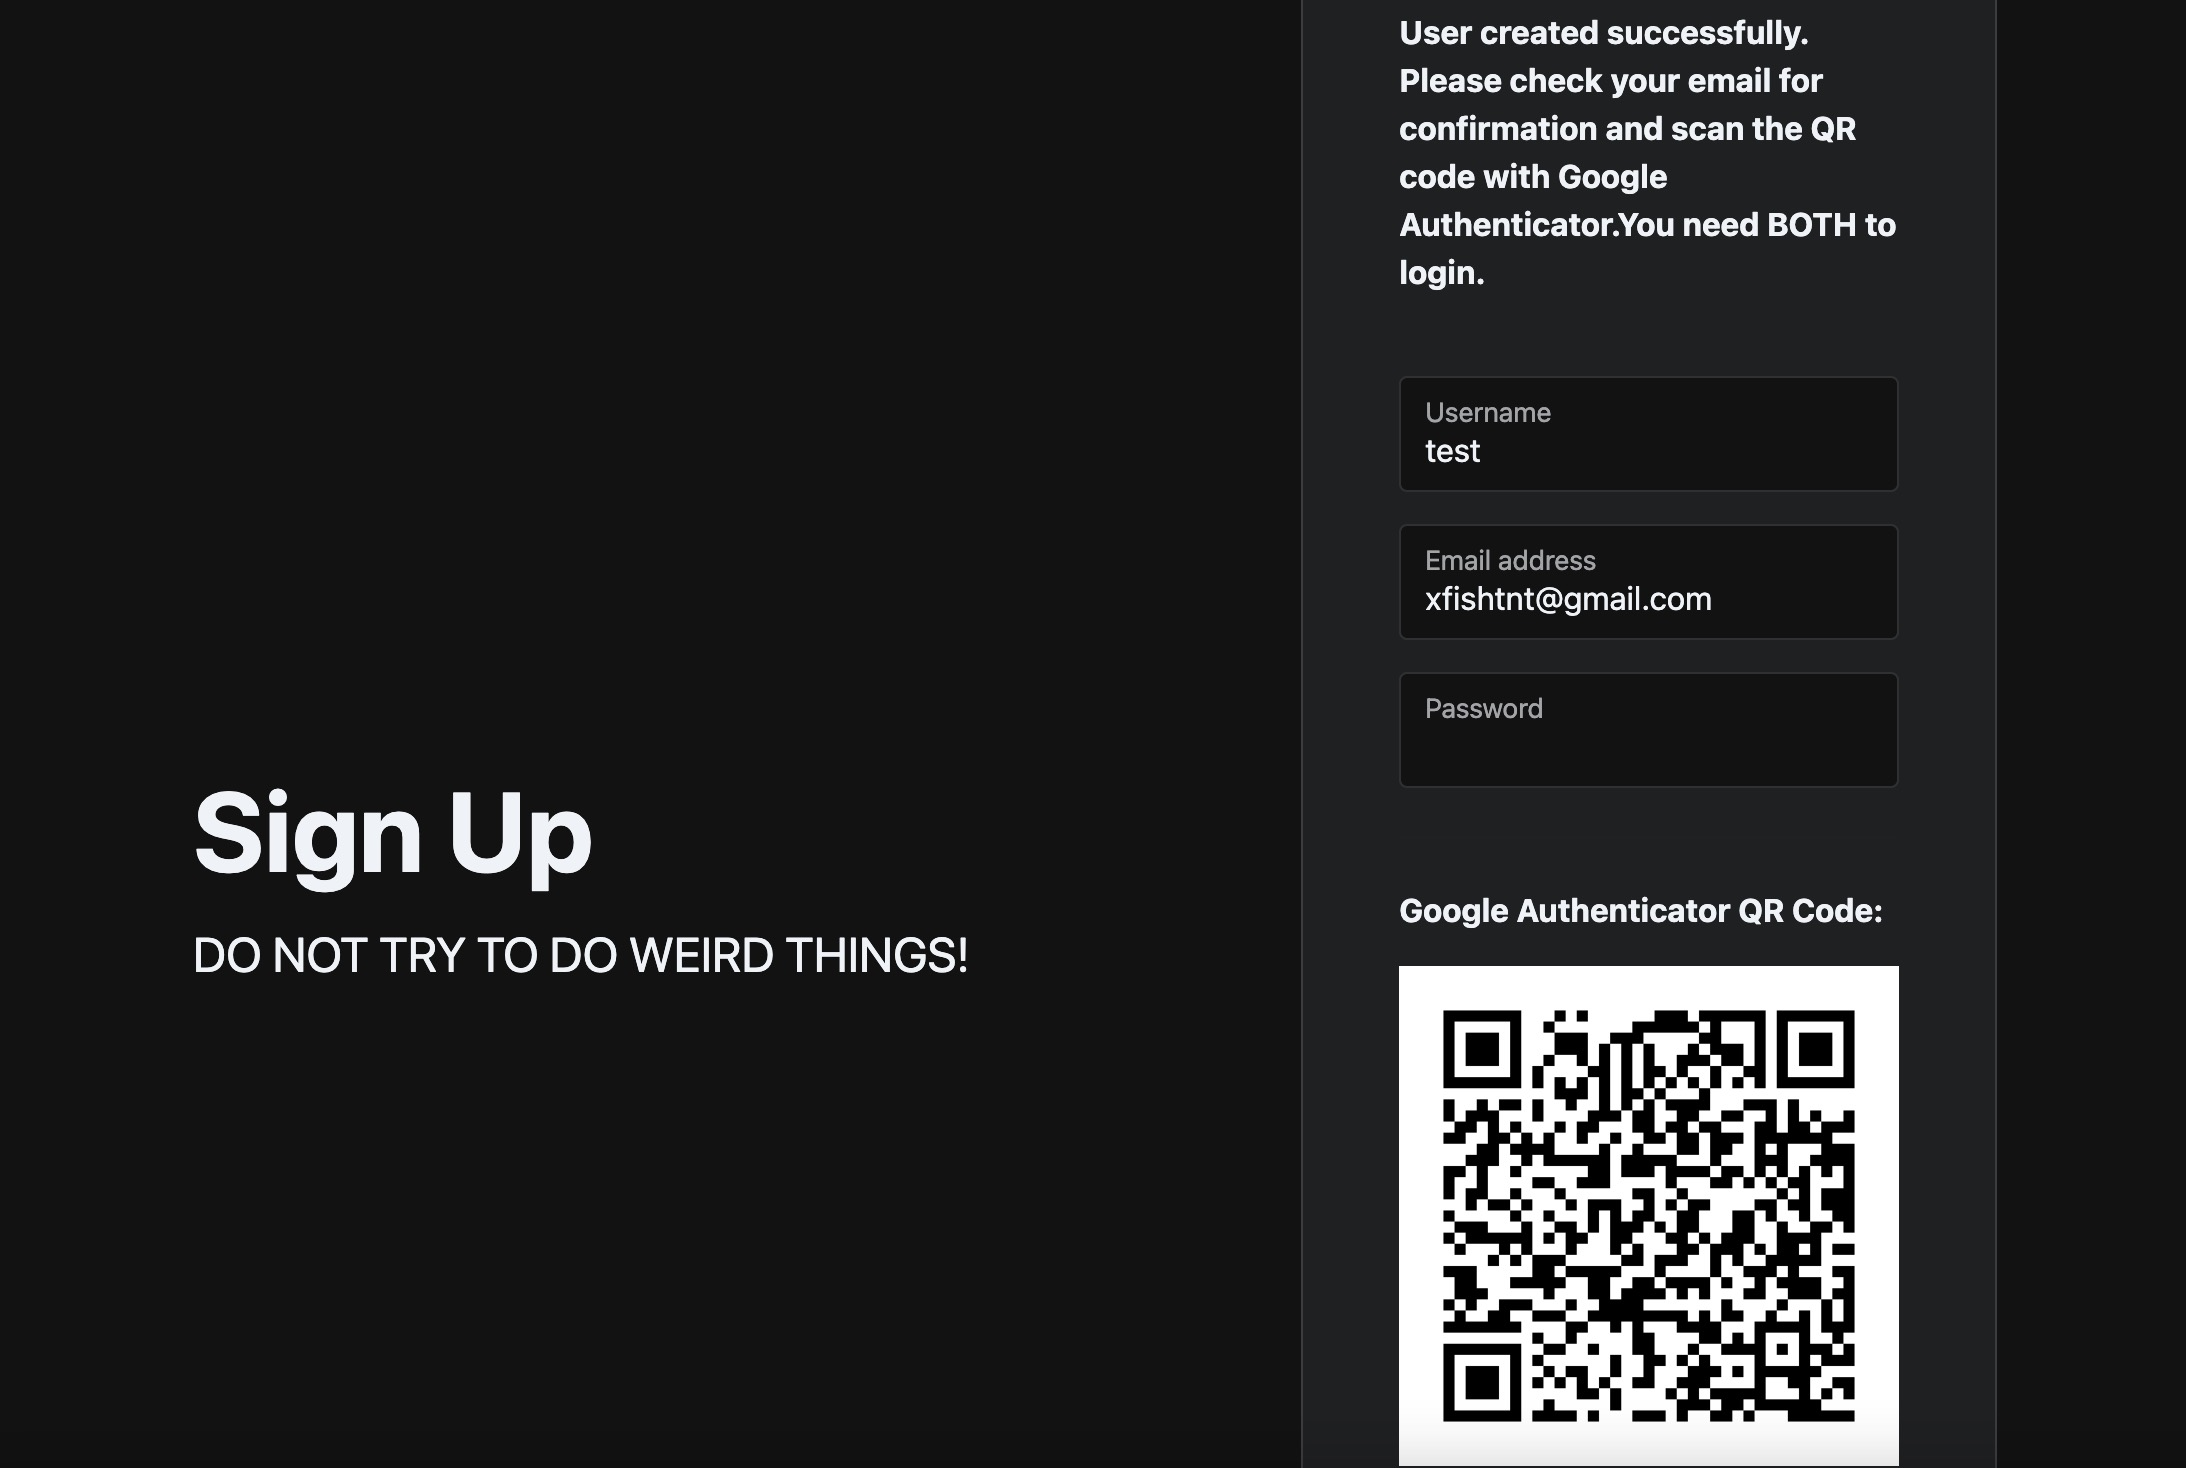 User created successfully.
Please check your email for
confirmation and scan the QR
code with Google
Authenticator.You need BOTH to
login.
Username
test
Email address
xfishtnt@gmail.com
Password
Sign Up
DO NOT TRY TO DO WEIRD THINGS!
Google Authenticator QR Code: